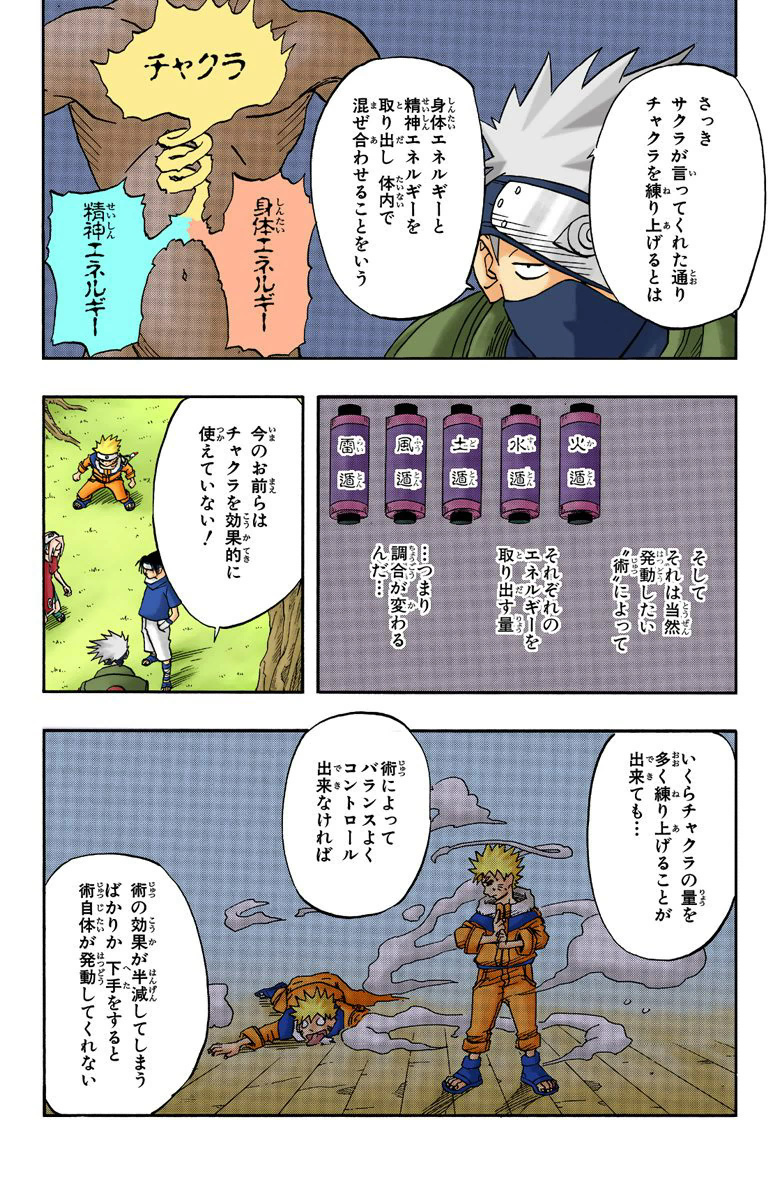 さっき
サクラが言ってくれた通り
チャクラを練り上げるとは
身体エネルギーと
精神エネルギーを
取り出し 体内で
混ぜ合わせることをいう
チャクラ
身体エネルギー
精神エネルギー
火遁
水遁
土遁
風遁
雷遁
そして
それは当然
発動したい
〝術〟によって
それぞれの
エネルギーを
取り出す量
…つまり
調合が変わる
んだ…
今のお前らは
チャクラを効果的に
使えていない!
いくらチャクラの量を
多く練り上げることが
出来ても…
術によって
バランスよく
コントロール
出来なければ
術の効果が半減してしまう
ばかりか 下手をすると
術自体が発動してくれない